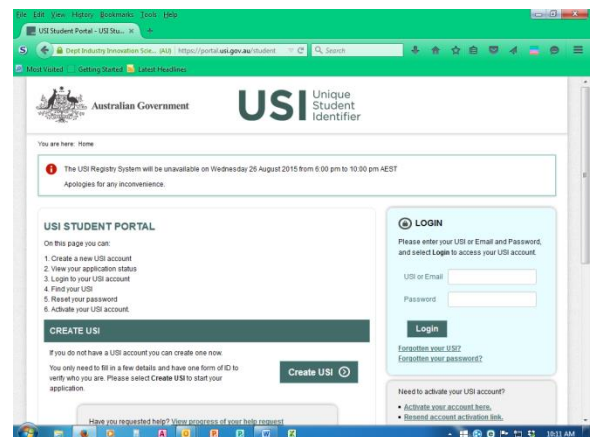 File Edit View History Bookmarks Tools Help
USI Student Portal - USI Stu... × +
S Dept Industry Innovation Scie... (AU) https://portal.usi.gov.au/student Search
Most Visited Getting Started Latest Headlines
Australian Government
USI Unique Student Identifier
You are here: Home
The USI Registry System will be unavailable on Wednesday 26 August 2015 from 6:00 pm to 10:00 pm AEST
Apologies for any inconvenience.
USI STUDENT PORTAL
On this page you can:
1. Create a new USI account
2. View your application status
3. Login to your USI account
4. Find your USI
5. Reset your password
6. Activate your USI account.
CREATE USI
If you do not have a USI account you can create one now.
You only need to fill in a few details and have one form of ID to
verify who you are. Please select Create USI to start your
application.
Create USI
Have you requested help? View progress of your help request
LOGIN
Please enter your USI or Email and Password,
and select Login to access your USI account.
USI or Email
Password
Login
Forgotten your USI?
Forgotten your password?
Need to activate your USI account?
• Activate your account here.
• Resend account activation link.
10:11 AM